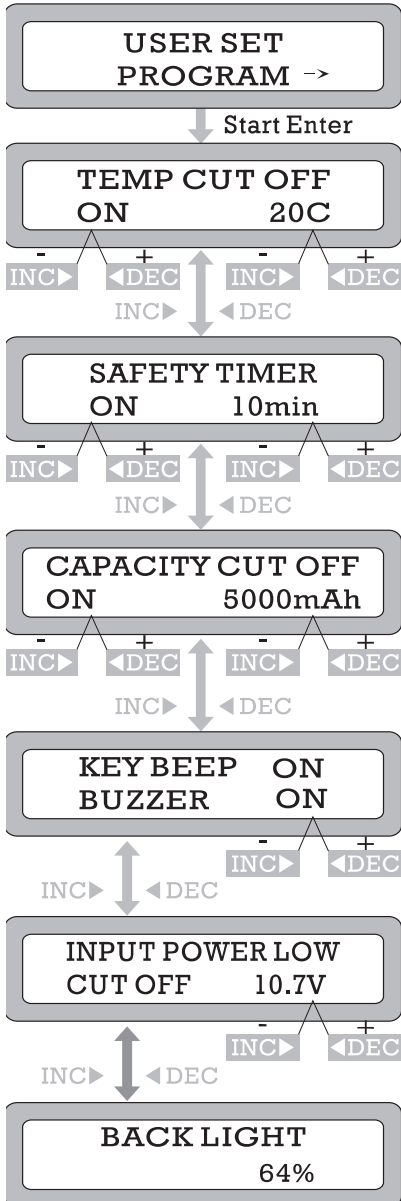 USER SET
PROGRAM ->
Start Enter
TEMP CUT OFF
ON 20C
- + - +
INC▶ ◀DEC INC▶ ◀DEC
INC▶ ◀DEC
SAFETY TIMER
ON 10min
- + - +
INC▶ ◀DEC INC▶ ◀DEC
INC▶ ◀DEC
CAPACITY CUT OFF
ON 5000mAh
- + - +
INC▶ ◀DEC INC▶ ◀DEC
INC▶ ◀DEC
KEY BEEP ON
BUZZER ON
- +
INC▶ ◀DEC
INC▶ ◀DEC
INPUT POWER LOW
CUT OFF 10.7V
- +
INC▶ ◀DEC
INC▶ ◀DEC
BACK LIGHT
64%